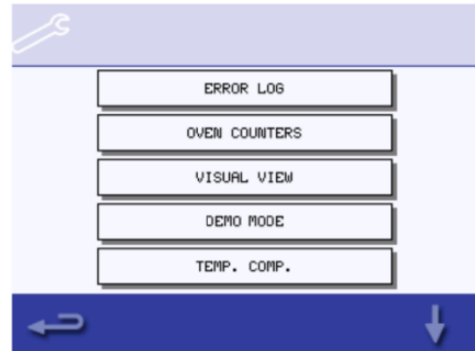 ERROR LOG
OVEN COUNTERS
VISUAL VIEW
DEMO MODE
TEMP. COMP.